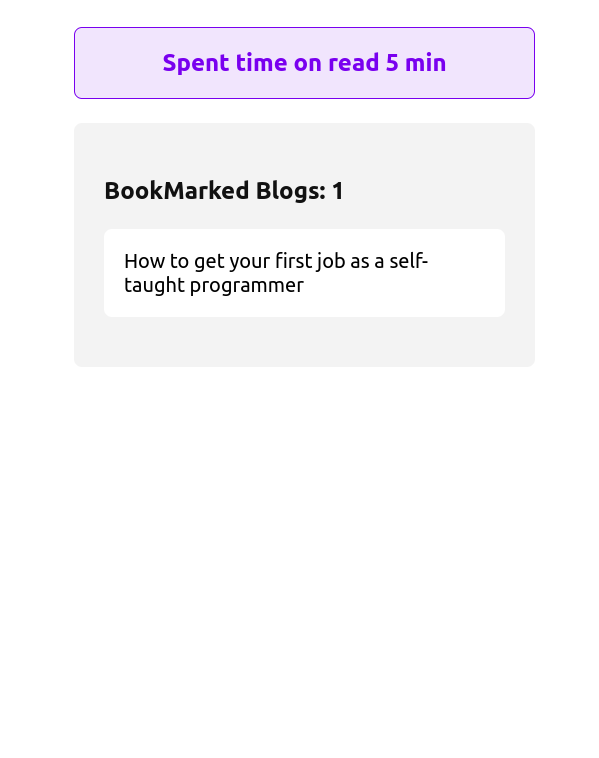 Spent time on read 5 min
BookMarked Blogs: 1
How to get your first job as a self-
taught programmer